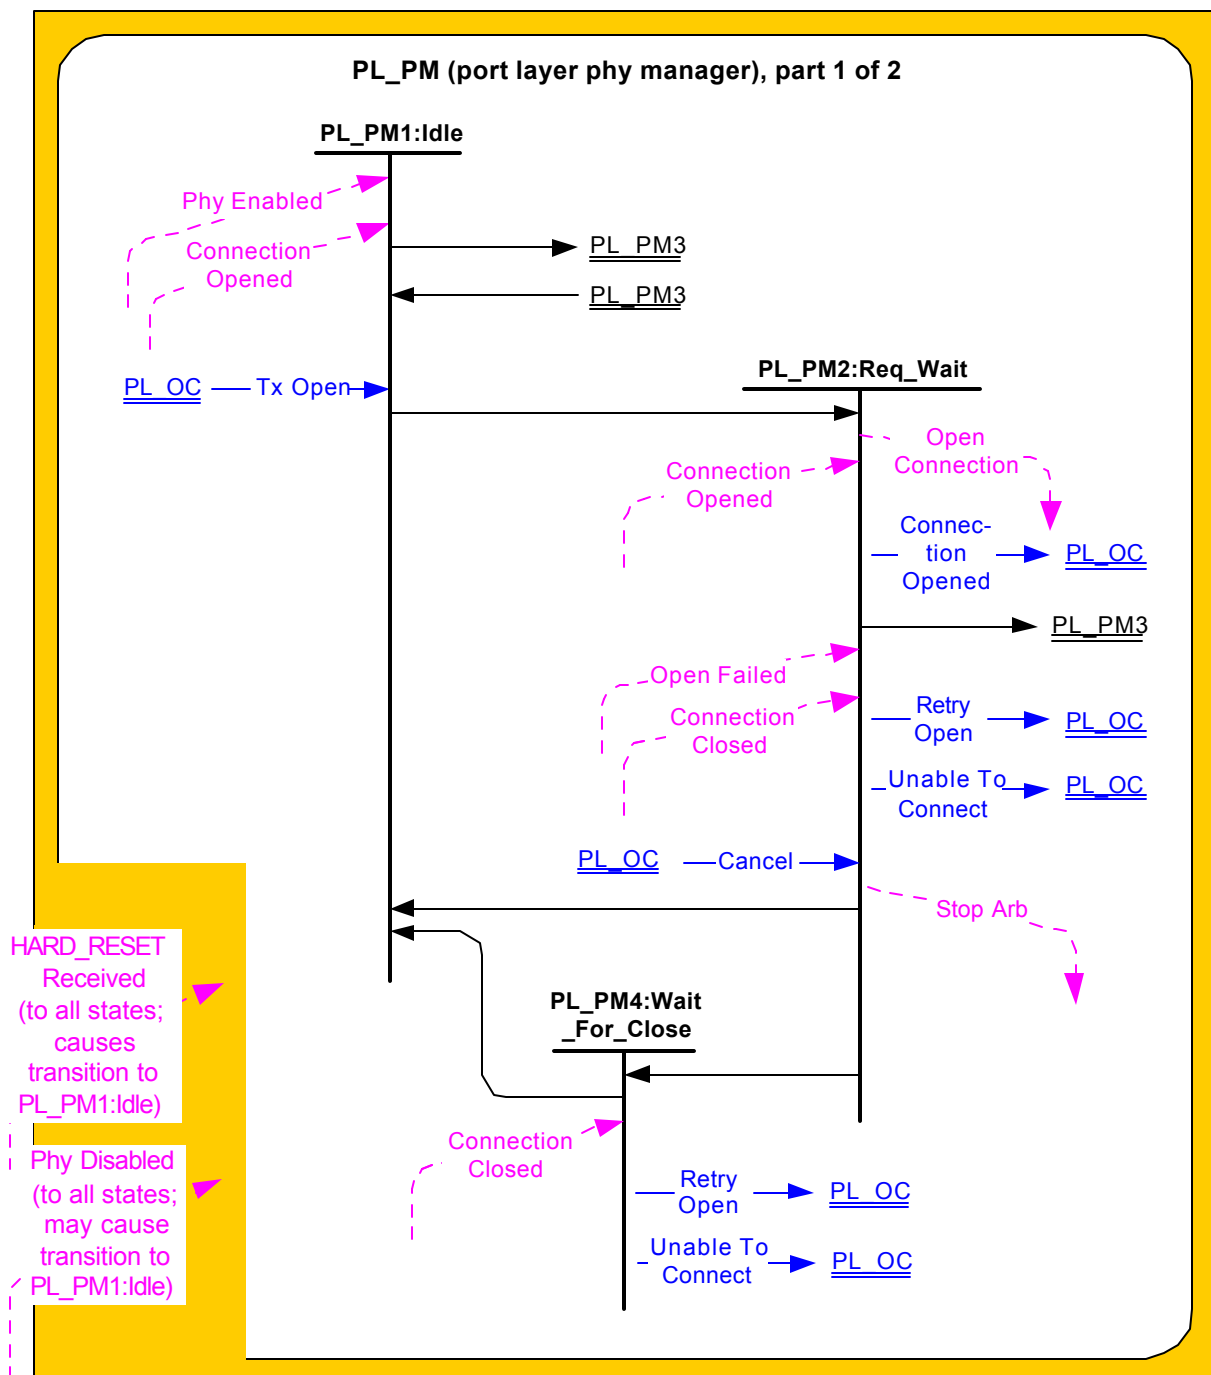 PL_PM (port layer phy manager), part 1 of 2
PL_PM1:Idle
Phy Enabled
Connection
Opened
PL_PM3
PL_PM3
PL_OC
Tx Open
PL_PM2:Req_Wait
Open
Connection
Connection
Opened
Connec-
tion
Opened
PL_OC
PL_PM3
Open Failed
Connection
Closed
Retry
Open
PL_OC
Unable To
Connect
PL_OC
PL_OC
Cancel
Stop Arb
HARD_RESET
Received
(to all states;
causes
transition to
PL_PM1:Idle)
PL_PM4:Wait
_For_Close
Phy Disabled
(to all states;
may cause
transition to
PL_PM1:Idle)
Connection
Closed
Retry
Open
PL_OC
Unable To
Connect
PL_OC